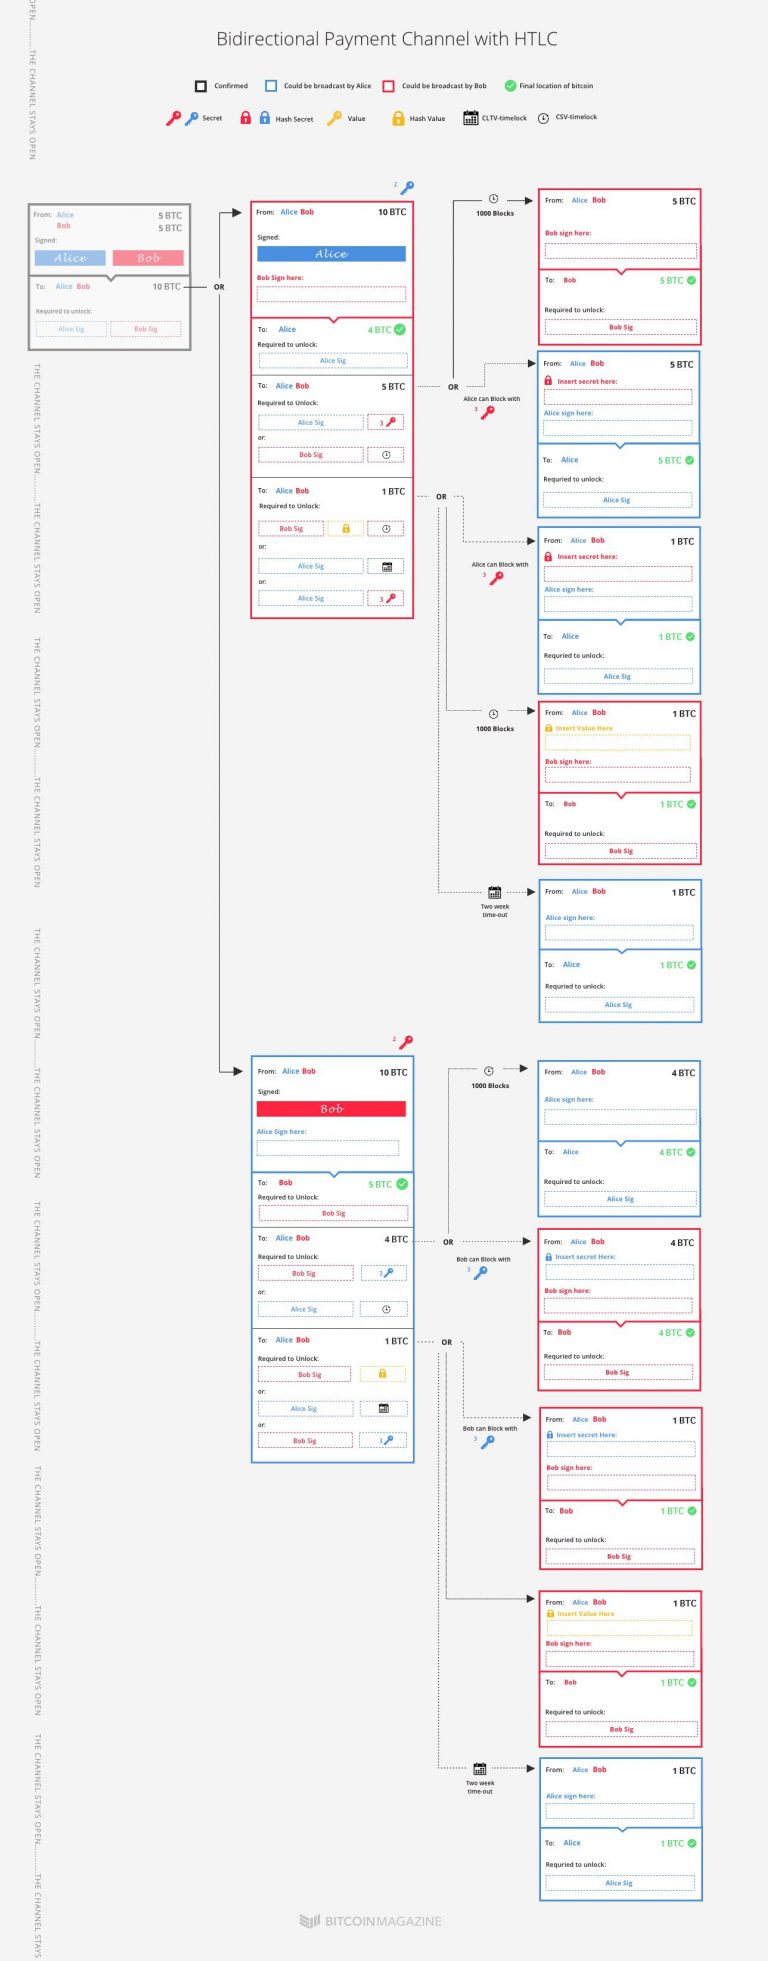 OPEN............THE CHANNEL STAYS OPEN
Bidirectional Payment Channel with HTLC
Confirmed
Could be broadcast by Alice
Could be broadcast by Bob
Final location of bitcoin
Secret
Hash Secret
Value
Hash Value
CLTV-timelock
CSV-timelock
From: Alice 5 BTC
Bob 5 BTC
Signed:
Alice Bob
To: Alice Bob 10 BTC
Required to unlock:
Alice Sig Bob Sig
OR
THE CHANNEL STAYS OPEN............THE CHANNEL STAYS OPEN
THE CHANNEL STAYS OPEN............THE CHANNEL STAYS OPEN
THE CHANNEL STAYS OPEN............THE CHANNEL STAYS OPEN
THE CHANNEL STAYS OPEN............THE CHANNEL STAYS OPEN
THE CHANNEL STAYS OPEN............THE CHANNEL STAYS OPEN
THE CHANNEL STAYS OPEN............THE CHANNEL STAYS
2
From: Alice Bob 10 BTC
Signed:
Alice
Bob Sign here:
To: Alice 4 BTC
Required to unlock:
Alice Sig
To: Alice Bob 5 BTC
Required to Unlock:
Alice Sig 3
or:
Bob Sig
To: Alice Bob 1 BTC
Required to Unlock:
Bob Sig
or:
Alice Sig
or:
Alice Sig 3
1000 Blocks
OR
Alice can Block with
3
From: Alice Bob 5 BTC
Bob sign here:
To: Bob 5 BTC
Required to unlock:
Bob Sig
From: Alice Bob 5 BTC
Insert secret here:
Alice sign here:
To: Alice 5 BTC
Requried to unlock:
Alice Sig
OR
Alice can Block with
3
From: Alice Bob 1 BTC
Insert secret here:
Alice sign here:
To: Alice 1 BTC
Requried to unlock:
Alice Sig
1000 Blocks
From: Alice Bob 1 BTC
Insert Value Here
Bob sign here:
To: Bob 1 BTC
Required to unlock:
Bob Sig
Two week
time-out
From: Alice Bob 1 BTC
Alice sign here:
To: Alice 1 BTC
Requried to unlock:
Alice Sig
2
From: Alice Bob 10 BTC
Signed:
Bob
Alice Sign here:
To: Bob 5 BTC
Required to Unlock:
Bob Sig
To: Alice Bob 4 BTC
Required to Unlock:
Bob Sig 3
or:
Alice Sig
To: Alice Bob 1 BTC
Required to Unlock:
Bob Sig
or:
Alice Sig
or:
Bob Sig 3
1000 Blocks
OR
Bob can Block with
3
From: Alice Bob 4 BTC
Alice sign here:
To: Alice 4 BTC
Required to unlock:
Alice Sig
From: Alice Bob 4 BTC
Insert secret Here:
Bob sign here:
To: Bob 4 BTC
Required to unlock:
Bob Sig
OR
Bob can Block with
3
From: Alice Bob 1 BTC
Insert secret Here:
Bob sign here:
To: Bob 1 BTC
Requried to unlock:
Bob Sig
From: Alice Bob 1 BTC
Insert Value Here
Bob sign here:
To: Bob 1 BTC
Required to unlock:
Bob Sig
Two week
time-out
From: Alice Bob 1 BTC
Alice sign here:
To: Alice 1 BTC
Requried to unlock:
Alice Sig
BITCOINMAGAZINE